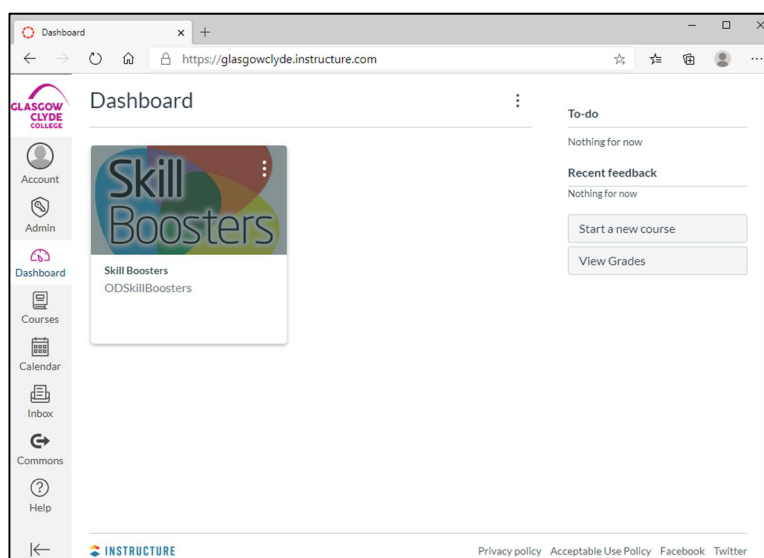 Dashboard
https://glasgowclyde.instructure.com
GLASGOW
CLYDE
COLLEGE
Account
Admin
Dashboard
Courses
Calendar
Inbox
Commons
Help
Dashboard
Skill
Boosters
Skill Boosters
ODSkillBoosters
To-do
Nothing for now
Recent feedback
Nothing for now
Start a new course
View Grades
INSTRUCTURE
Privacy policy Acceptable Use Policy Facebook Twitter